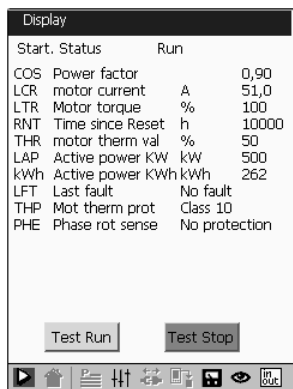 Display
Start. Status Run
COS Power factor 0,90
LCR motor current A 51,0
LTR Motor torque % 100
RNT Time since Reset h 10000
THR motor therm val % 50
LAP Active power KW kW 500
kWh Active power KWh kWh 262
LFT Last fault No fault
THP Mot therm prot Class 10
PHE Phase rot sense No protection
Test Run Test Stop
in out